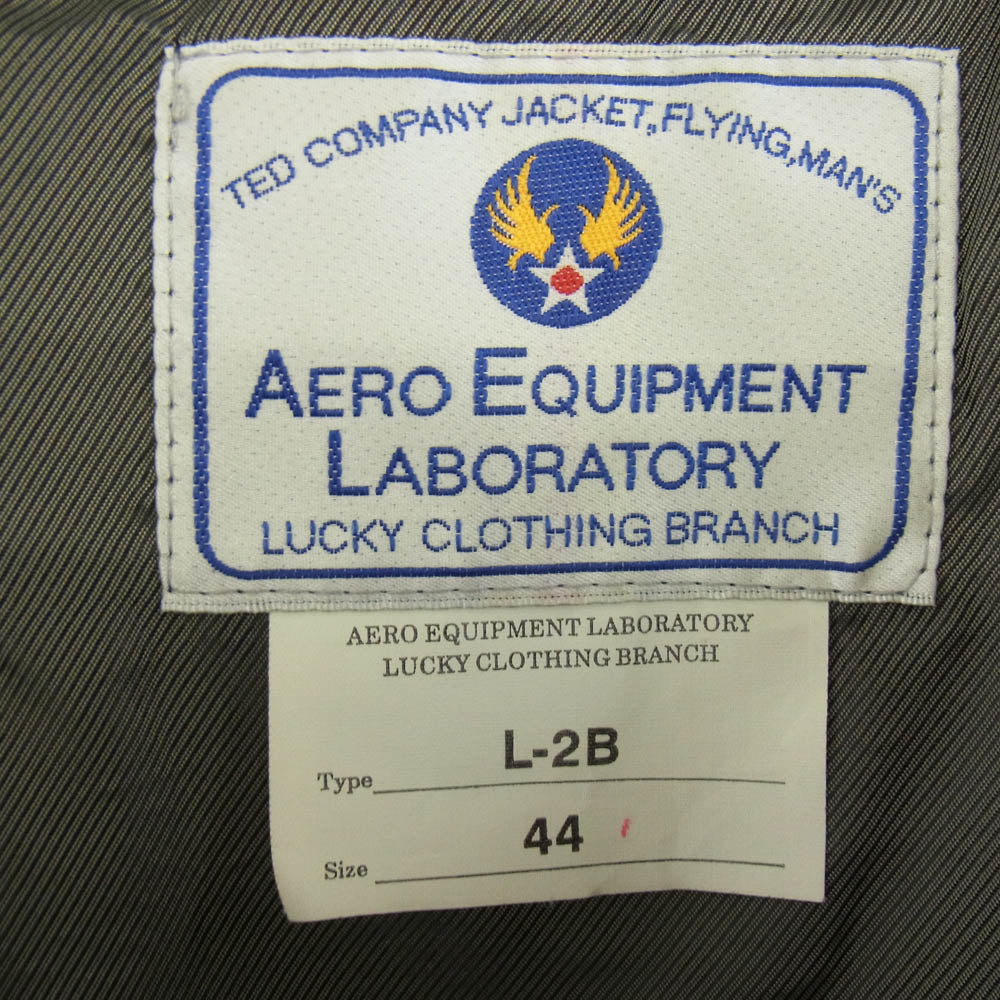 TED COMPANY JACKET,FLYING,MAN'S
AERO EQUIPMENT
LABORATORY
LUCKY CLOTHING BRANCH
AERO EQUIPMENT LABORATORY
LUCKY CLOTHING BRANCH
Type L-2B
Size 44